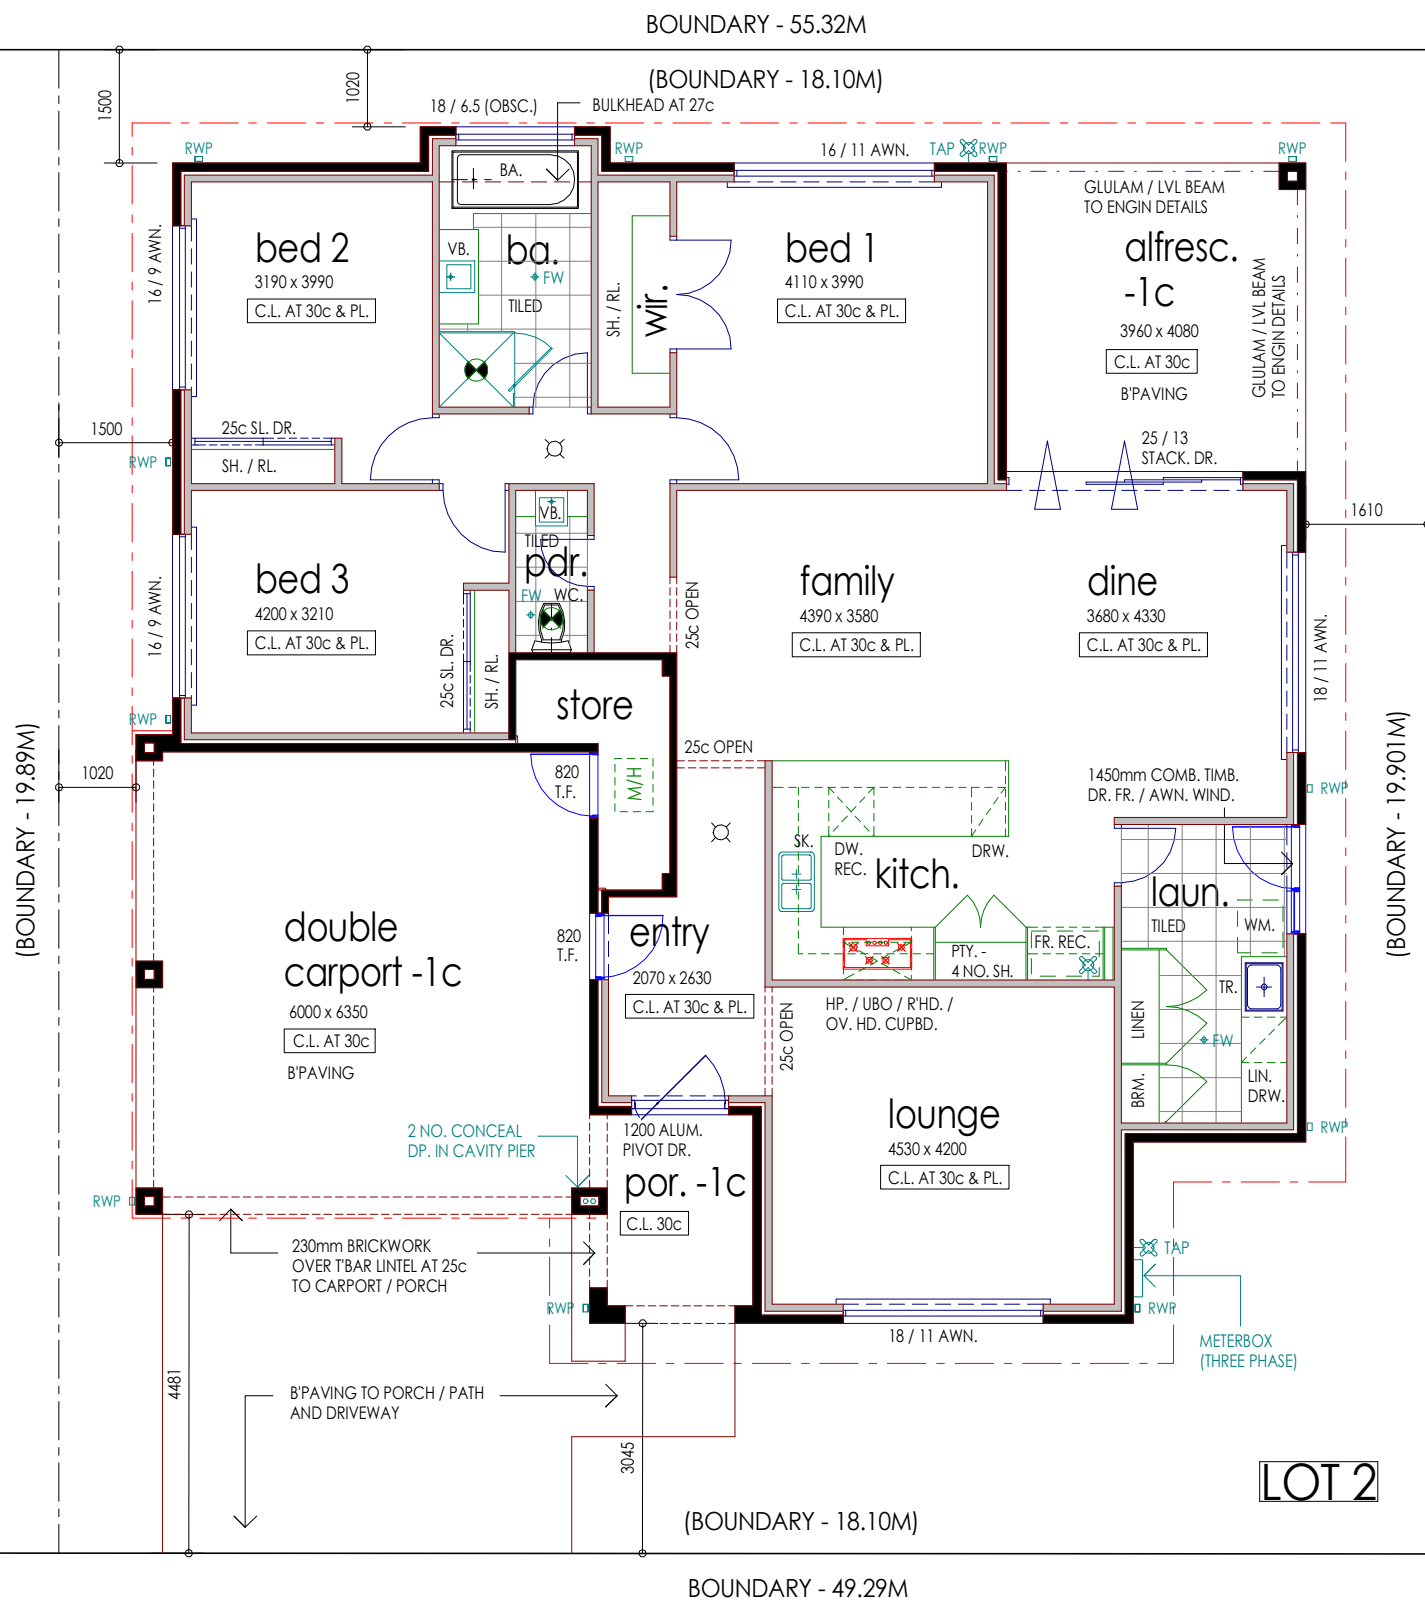 BOUNDARY - 55.32M
(BOUNDARY - 18.10M)
1500
1020
18 / 6.5 (OBSC.)
BULKHEAD AT 27c
RWP
RWP
16 / 11 AWN.
TAP
RWP
RWP
BA.
GLULAM / LVL BEAM
TO ENGIN DETAILS
bed 2
3190 x 3990
C.L. AT 30c & PL.
16 / 9 AWN.
VB.
ba.
FW
TILED
SH. / RL.
wir.
bed 1
4110 x 3990
C.L. AT 30c & PL.
alfresc.
-1c
3960 x 4080
C.L. AT 30c
B'PAVING
GLULAM / LVL BEAM
TO ENGIN DETAILS
1500
RWP
25c SL. DR.
SH. / RL.
25 / 13
STACK. DR.
1610
VB.
TILED
pdr.
FW
WC.
bed 3
4200 x 3210
C.L. AT 30c & PL.
16 / 9 AWN.
25c SL. DR.
SH. / RL.
25c OPEN
family
4390 x 3580
C.L. AT 30c & PL.
dine
3680 x 4330
C.L. AT 30c & PL.
18 / 11 AWN.
store
RWP
25c OPEN
(BOUNDARY - 19.89M)
1020
820
T.F.
M/H
1450mm COMB. TIMB.
DR. FR. / AWN. WIND.
RWP
(BOUNDARY - 19.901M)
SK.
DW.
REC.
DRW.
kitch.
laun.
TILED
WM.
double
carport -1c
6000 x 6350
C.L. AT 30c
B'PAVING
820
T.F.
entry
2070 x 2630
C.L. AT 30c & PL.
PTY. -
4 NO. SH.
FR. REC.
HP. / UBO / R'HD. /
OV. HD. CUPBD.
25c OPEN
LINEN
TR.
FW
BRM.
LIN.
DRW.
2 NO. CONCEAL
DP. IN CAVITY PIER
1200 ALUM.
PIVOT DR.
lounge
4530 x 4200
C.L. AT 30c & PL.
RWP
RWP
por. -1c
C.L. 30c
230mm BRICKWORK
OVER T'BAR LINTEL AT 25c
TO CARPORT / PORCH
TAP
RWP
RWP
18 / 11 AWN.
METERBOX
(THREE PHASE)
4481
B'PAVING TO PORCH / PATH
AND DRIVEWAY
3045
LOT 2
(BOUNDARY - 18.10M)
BOUNDARY - 49.29M